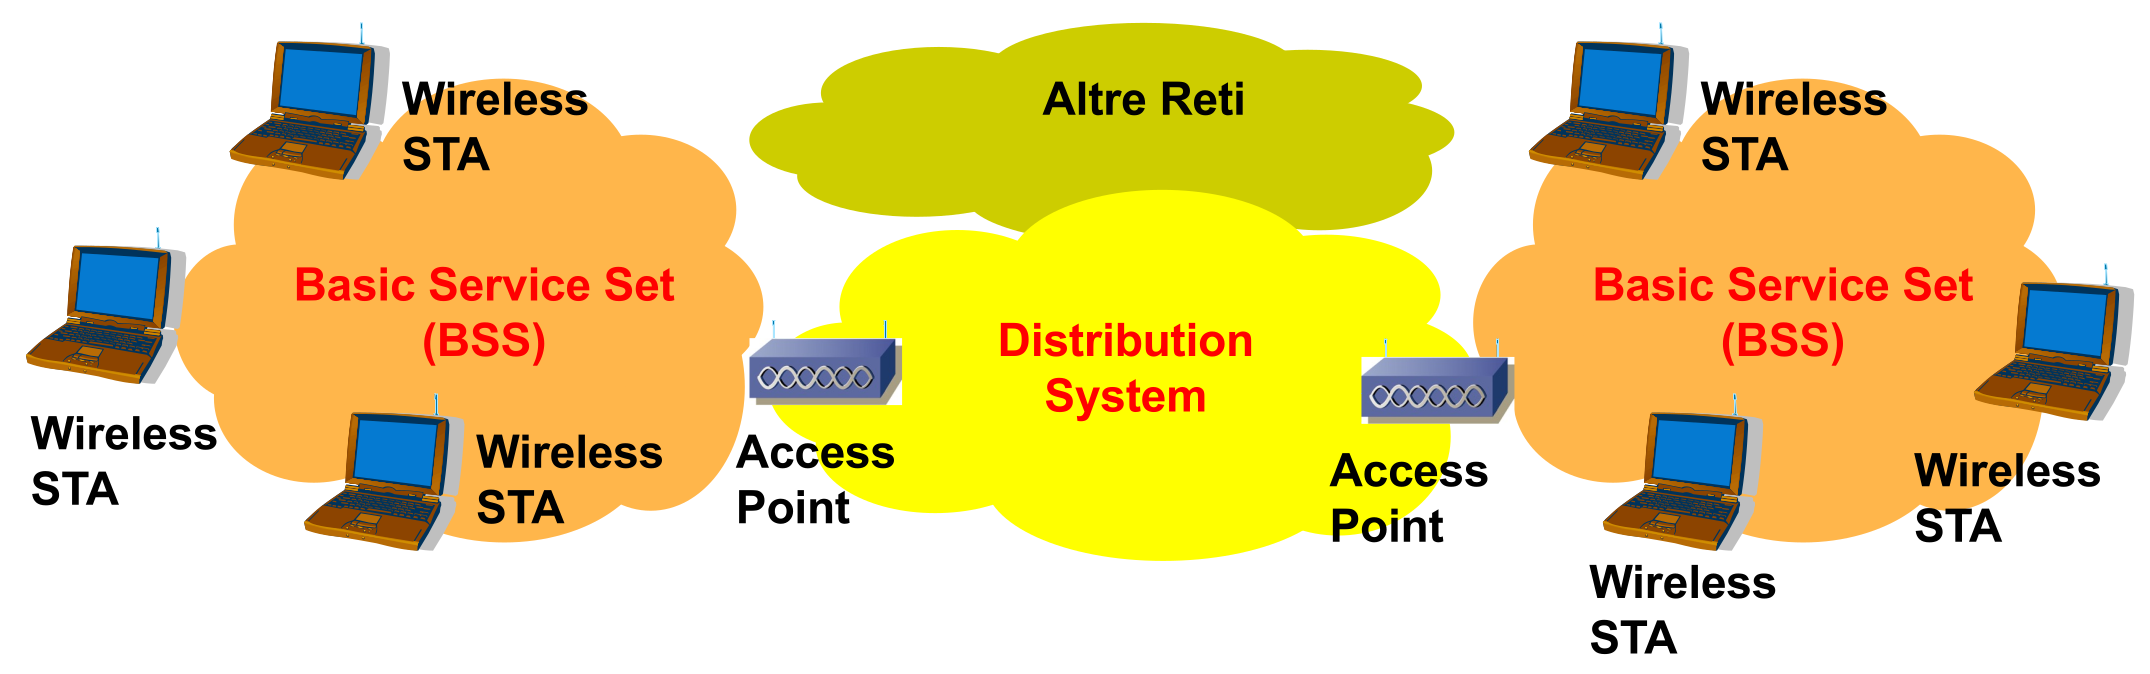 Wireless
STA
Altre Reti
Wireless
STA
Basic Service Set
(BSS)
Distribution
System
Basic Service Set
(BSS)
Wireless
STA
Wireless
STA
Access
Point
Access
Point
Wireless
STA
Wireless
STA